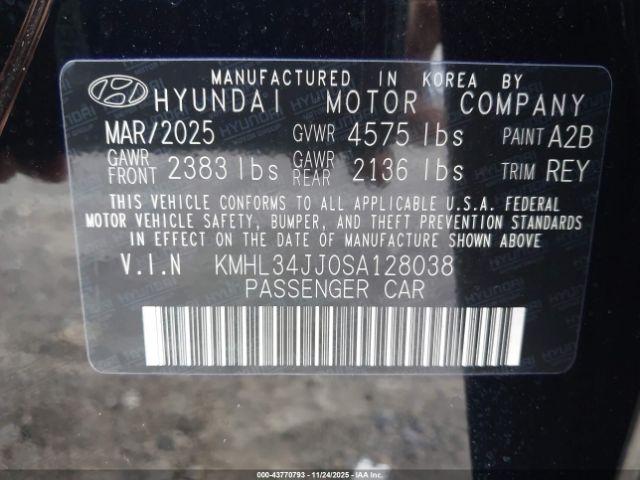 MANUFACTURED IN KOREA BY
HYUNDAI MOTOR COMPANY
MAR/2025 GVWR 4575 lbs PAINT A2B
GAWR FRONT 2383 lbs GAWR REAR 2136 lbs TRIM REY
THIS VEHICLE CONFORMS TO ALL APPLICABLE U.S.A. FEDERAL
MOTOR VEHICLE SAFETY, BUMPER, AND THEFT PREVENTION STANDARDS
IN EFFECT ON THE DATE OF MANUFACTURE SHOWN ABOVE
V.I.N KMHL34JJ0SA128038
PASSENGER CAR
000-43770793 - 11/24/2025 - IAAI.COM